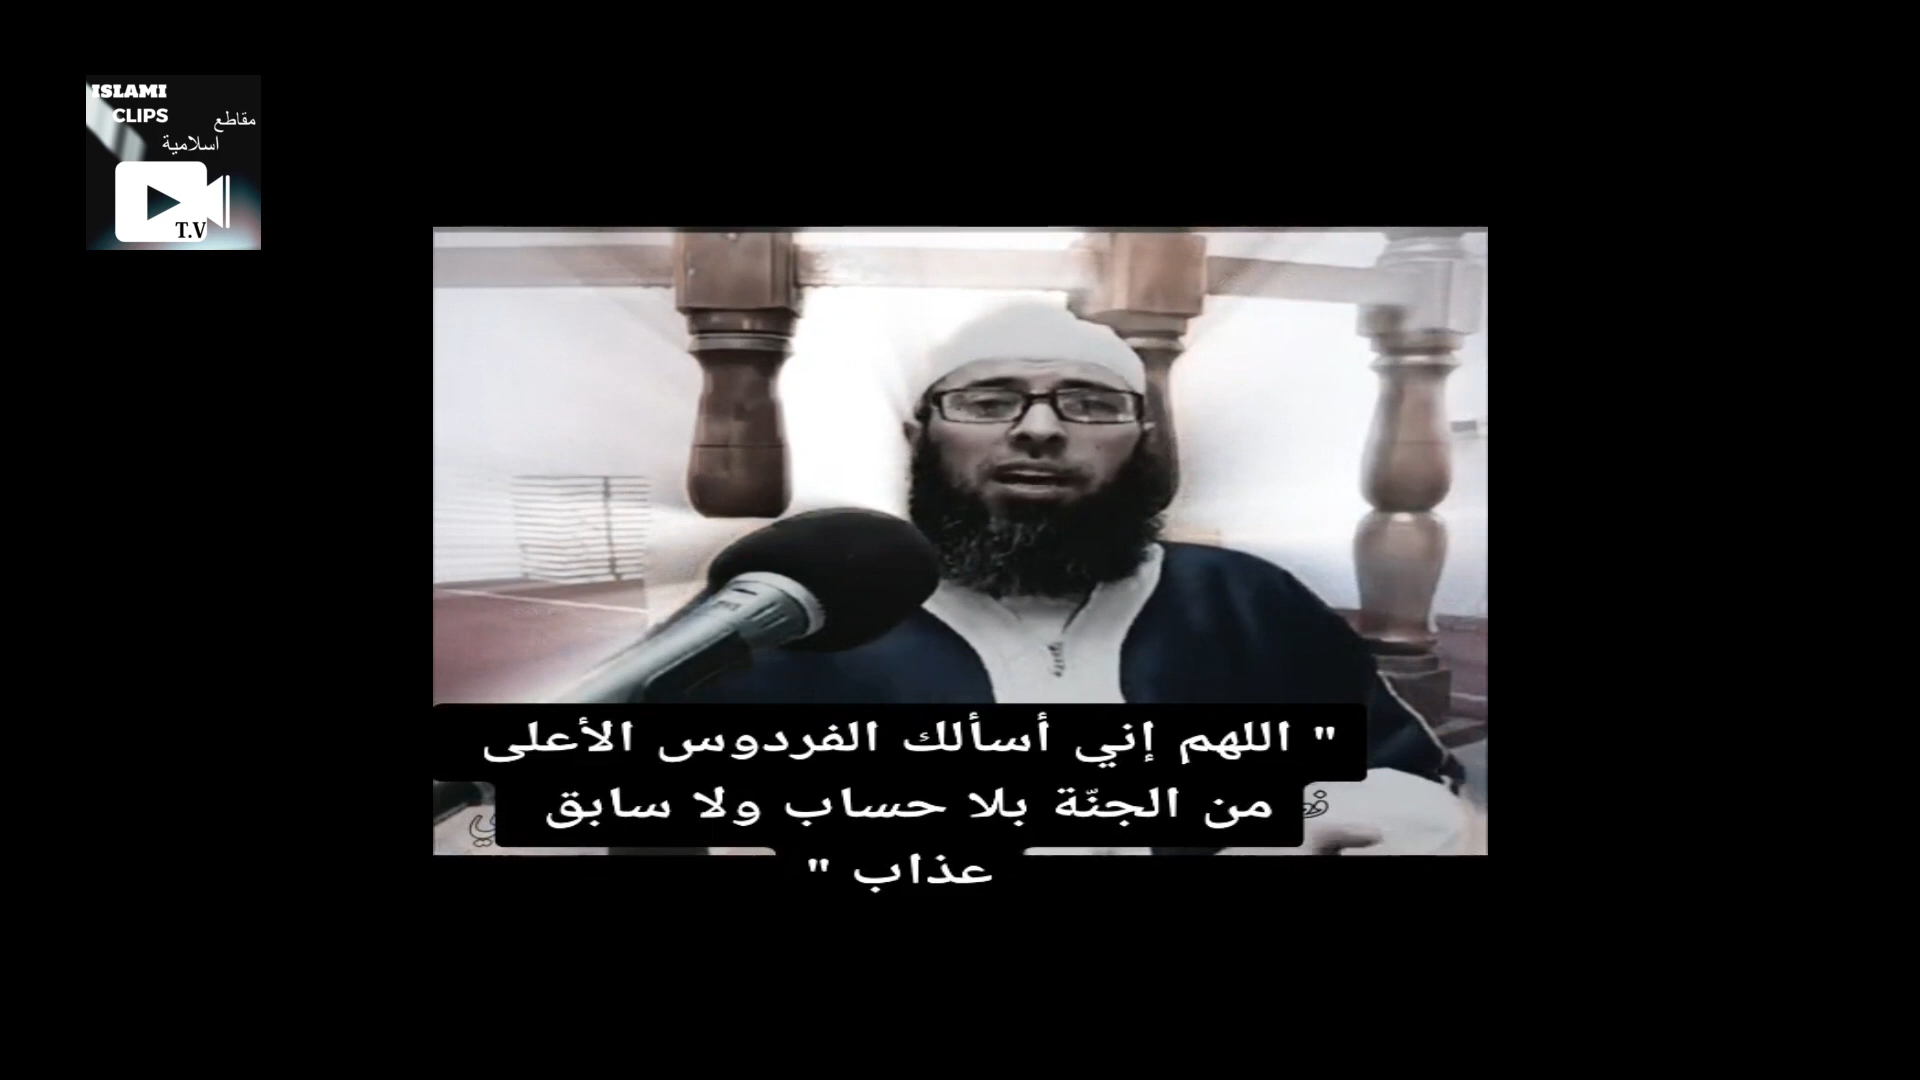 ISLAMI
CLIPS
مقاطع
اسلامية
T.V
" اللهم إني أسألك الفردوس الأعلى
من الجنّة بلا حساب ولا سابق
عذاب "